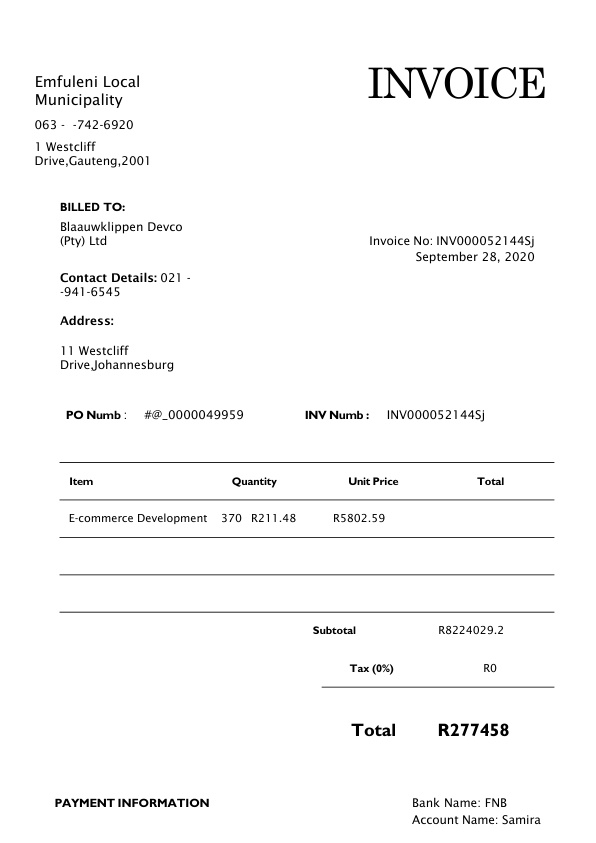 Emfuleni Local
Municipality
063 -  -742-6920
1 Westcliff
Drive,Gauteng,2001
INVOICE
BILLED TO:
Blaauwklippen Devco
(Pty) Ltd
Contact Details: 021 -
-941-6545
Address:
11 Westcliff
Drive,Johannesburg
Invoice No: INV000052144Sj
September 28, 2020
PO Numb : #@_0000049959 INV Numb : INV000052144Sj
Item Quantity Unit Price Total
E-commerce Development 370 R211.48 R5802.59
Subtotal R8224029.2
Tax (0%) R0
Total R277458
PAYMENT INFORMATION
Bank Name: FNB
Account Name: Samira